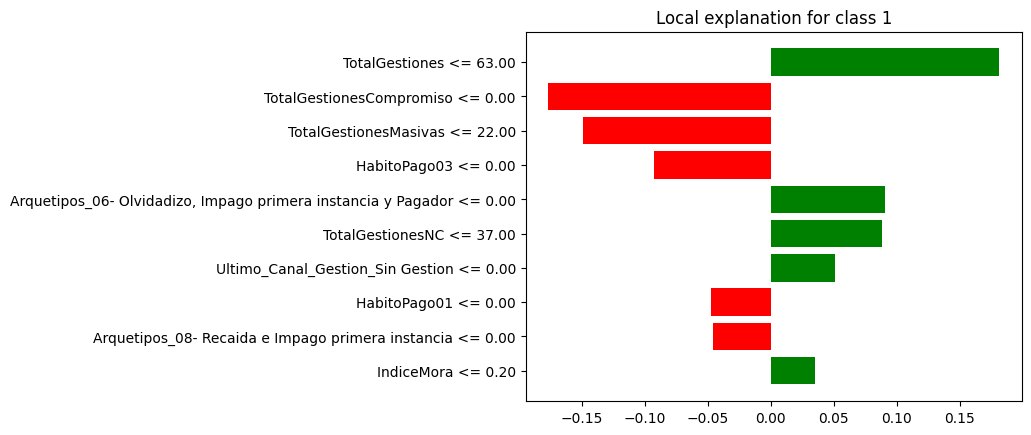 Local explanation for class 1
TotalGestiones <= 63.00
TotalGestionesCompromiso <= 0.00
TotalGestionesMasivas <= 22.00
HabitoPago03 <= 0.00
Arquetipos_06- Olvidadizo, Impago primera instancia y Pagador <= 0.00
TotalGestionesNC <= 37.00
Ultimo_Canal_Gestion_Sin Gestion <= 0.00
HabitoPago01 <= 0.00
Arquetipos_08- Recaida e Impago primera instancia <= 0.00
IndiceMora <= 0.20
−0.15 −0.10 −0.05 0.00 0.05 0.10 0.15